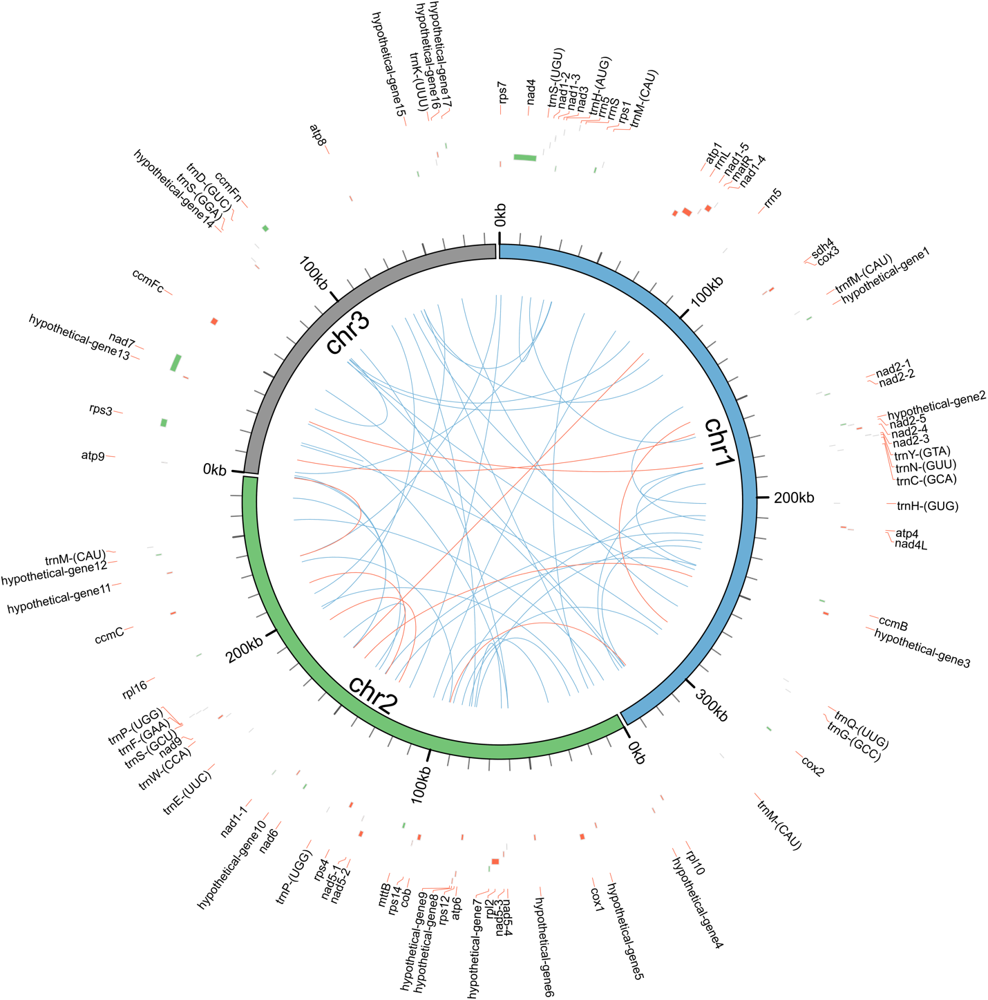 rps7
nad4
trnS-(UGU)
nad1-2
nad1-3
nad3
trnH-(AUG)
rrn5
rrnS
rps1
trnM-(CAU)
atp1
rrnL
nad1-5
matR
nad1-4
rrn5
sdh4
cox3
trnfM-(CAU)
hypothetical-gene1
nad2-1
nad2-2
hypothetical-gene2
nad2-5
nad2-4
nad2-3
trnY-(GTA)
trnN-(GUU)
trnC-(GCA)
trnH-(GUG)
atp4
nad4L
ccmB
hypothetical-gene3
trnQ-(UUG)
trnG-(GCC)
cox2
trnM-(CAU)
rpl10
hypothetical-gene4
hypothetical-gene5
cox1
hypothetical-gene6
nad5-4
nad5-3
rpl2
hypothetical-gene7
atp6
rps12
hypothetical-gene8
hypothetical-gene9
cob
rps14
mttB
nad5-2
nad5-1
rps4
trnP-(UGG)
nad6
hypothetical-gene10
nad1-1
trnE-(UUC)
trnW-(CCA)
nad9
trnS-(GCU)
trnF-(GAA)
trnP-(UGG)
rpl16
ccmC
hypothetical-gene11
hypothetical-gene12
trnM-(CAU)
atp9
rps3
hypothetical-gene13
nad7
ccmFc
hypothetical-gene14
trnS-(GGA)
trnD-(GUC)
ccmFn
atp8
hypothetical-gene15
trnK-(UUU)
hypothetical-gene16
hypothetical-gene17
0kb
100kb
200kb
300kb
0kb
100kb
200kb
0kb
100kb
chr1
chr2
chr3